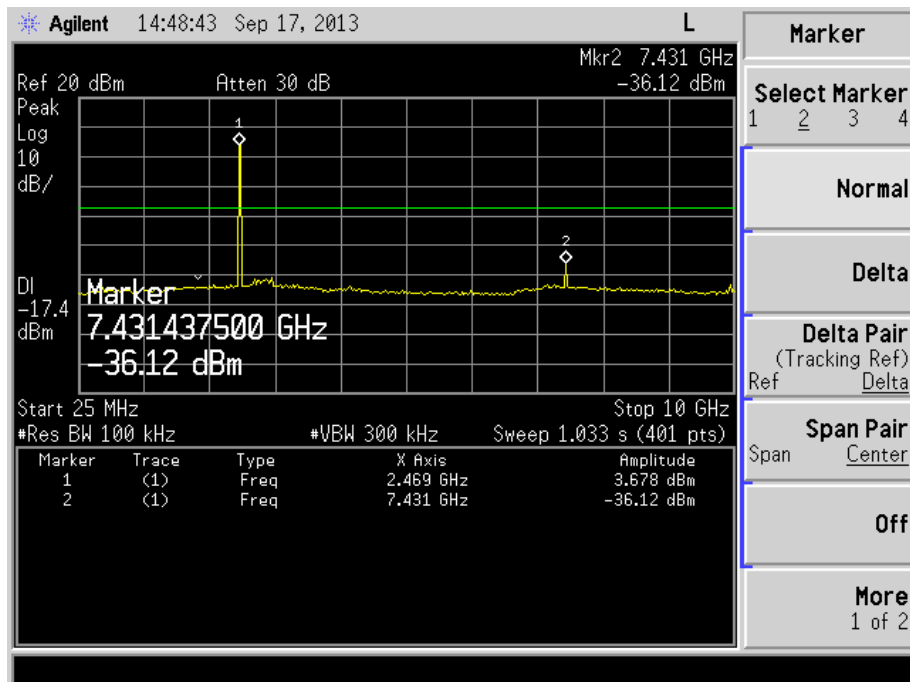 Agilent 14:48:43 Sep 17, 2013 L
Mkr2 7.431 GHz
Ref 20 dBm Atten 30 dB -36.12 dBm
Peak
Log
10
dB/
1
2
DI
-17.4
dBm
Marker
7.431437500 GHz
-36.12 dBm
Start 25 MHz Stop 10 GHz
#Res BW 100 kHz #VBW 300 kHz Sweep 1.033 s (401 pts)
Marker Trace Type X Axis Amplitude
1 (1) Freq 2.469 GHz 3.678 dBm
2 (1) Freq 7.431 GHz -36.12 dBm
Marker
Select Marker
1 2 3 4
Normal
Delta
Delta Pair
(Tracking Ref)
Ref Delta
Span Pair
Span Center
Off
More
1 of 2